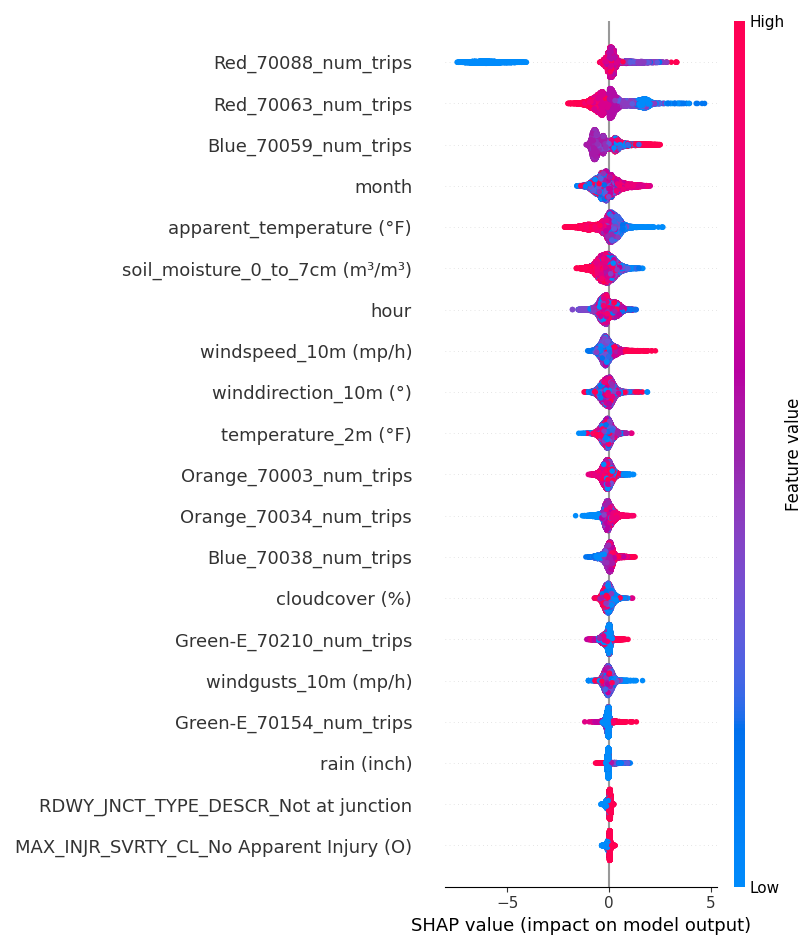 High
Red_70088_num_trips
Red_70063_num_trips
Blue_70059_num_trips
month
apparent_temperature (°F)
soil_moisture_0_to_7cm (m³/m³)
hour
windspeed_10m (mp/h)
winddirection_10m (°)
temperature_2m (°F)
Orange_70003_num_trips
Orange_70034_num_trips
Blue_70038_num_trips
cloudcover (%)
Green-E_70210_num_trips
windgusts_10m (mp/h)
Green-E_70154_num_trips
rain (inch)
RDWY_JNCT_TYPE_DESCR_Not at junction
MAX_INJR_SVRTY_CL_No Apparent Injury (O)
Feature value
Low
−5 0 5
SHAP value (impact on model output)